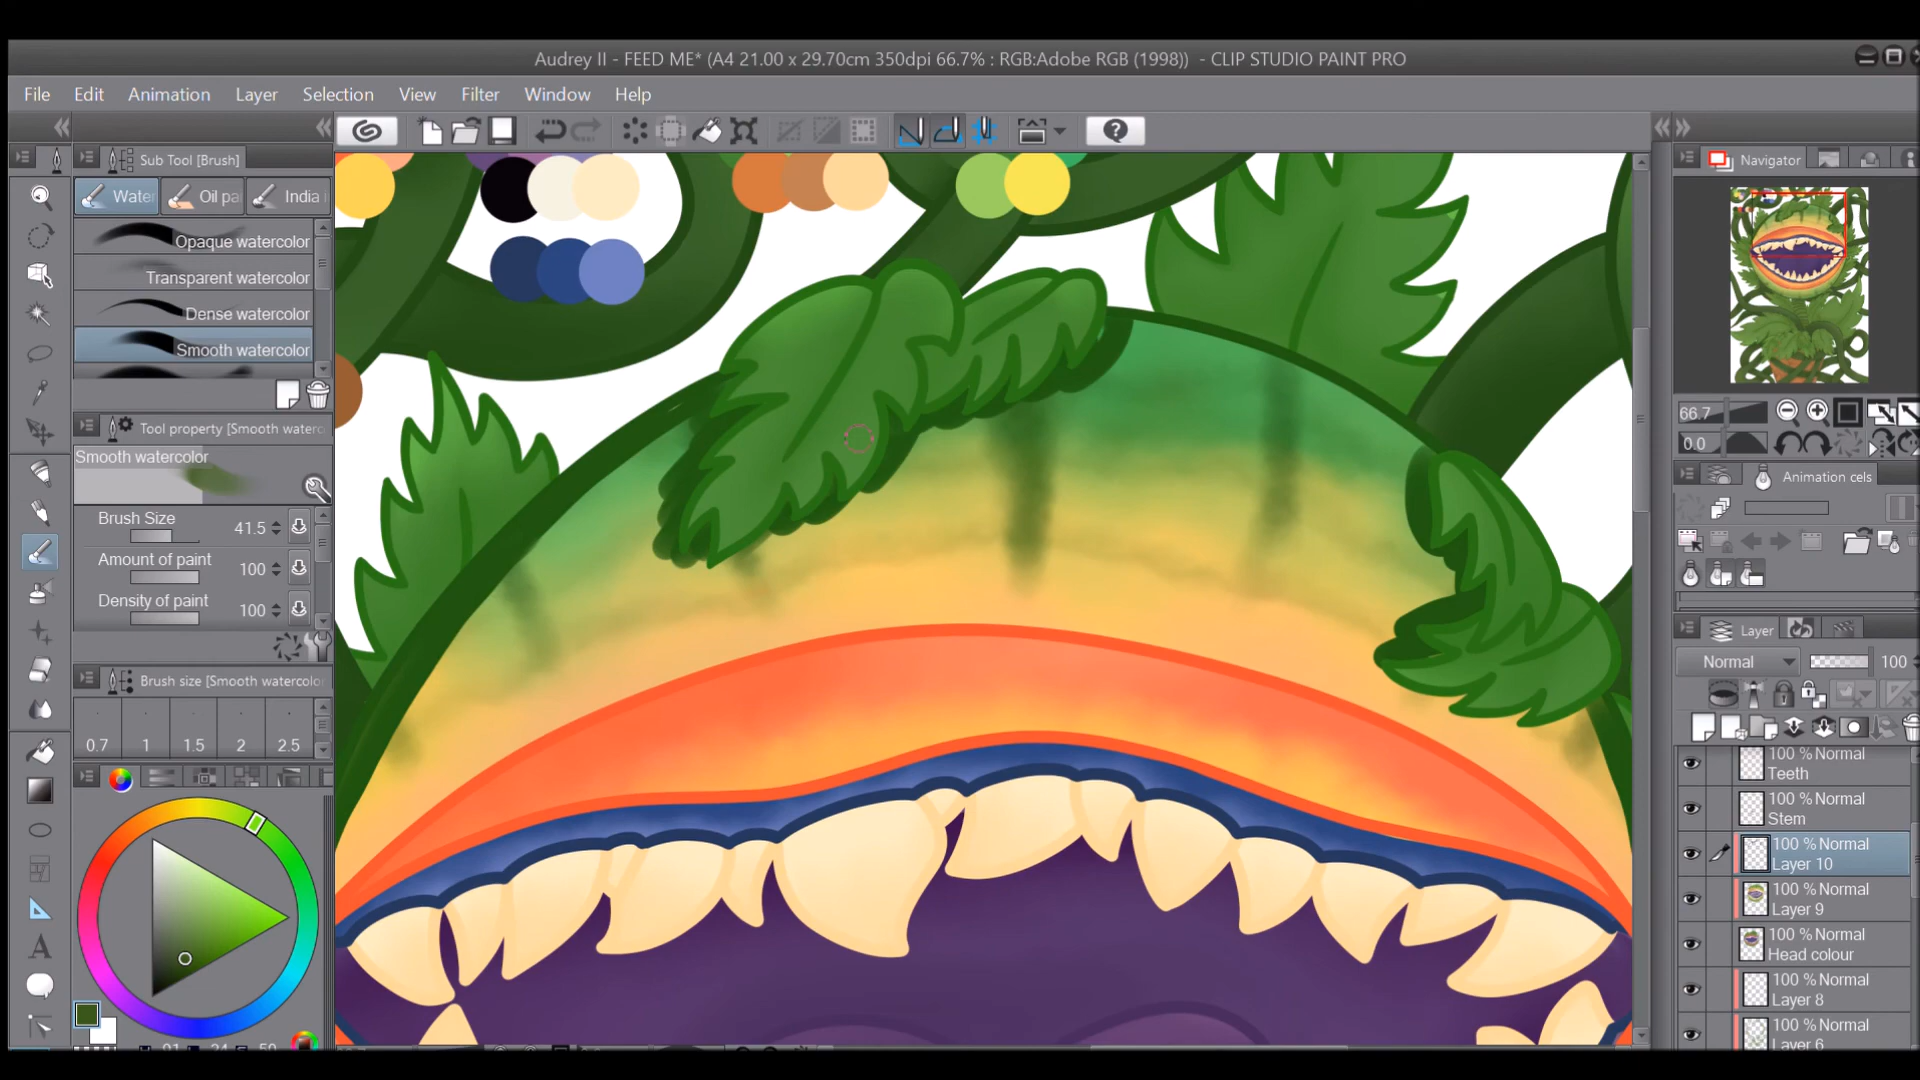 Audrey II - FEED ME* (A4 21.00 x 29.70cm 350dpi 66.7% : RGB:Adobe RGB (1998)) - CLIP STUDIO PAINT PRO
File Edit Animation Layer Selection View Filter Window Help
Sub Tool [Brush]
Water Oil pa India i
Opaque watercolor
Transparent watercolor
Dense watercolor
Smooth watercolor
Tool property [Smooth waterc
Smooth watercolor
Brush Size 41.5
Amount of paint 100
Density of paint 100
Brush size [Smooth watercolo
0.7 1 1.5 2 2.5
Navigator
66.7
0.0
Animation cels
Layer
Normal 100
100 % Normal
Teeth
100 % Normal
Stem
100 % Normal
Layer 10
100 % Normal
Layer 9
100 % Normal
Head colour
100 % Normal
Layer 8
100 % Normal
Layer 6